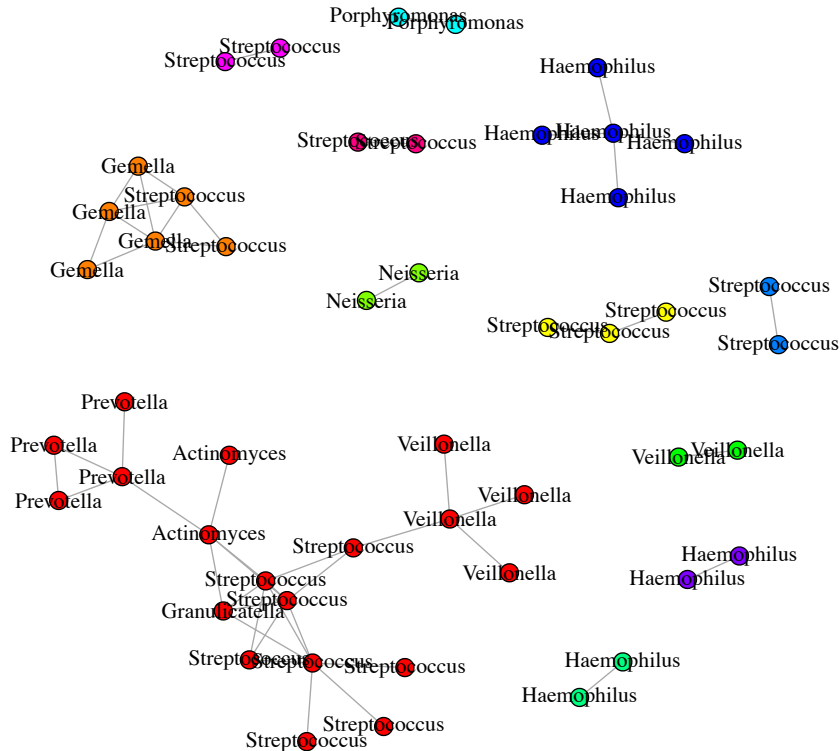 Porphyromonas
Porphyromonas
Streptococcus
Streptococcus
Haemophilus
Haemophilus
Haemophilus
Haemophilus
Haemophilus
Streptococcus
Streptococcus
Gemella
Streptococcus
Gemella
Gemella
Streptococcus
Gemella
Neisseria
Neisseria
Streptococcus
Streptococcus
Streptococcus
Streptococcus
Streptococcus
Prevotella
Prevotella
Prevotella
Prevotella
Actinomyces
Actinomyces
Veillonella
Veillonella
Veillonella
Veillonella
Veillonella
Veillonella
Streptococcus
Streptococcus
Streptococcus
Granulicatella
Streptococcus
Streptococcus
Streptococcus
Streptococcus
Streptococcus
Haemophilus
Haemophilus
Haemophilus
Haemophilus